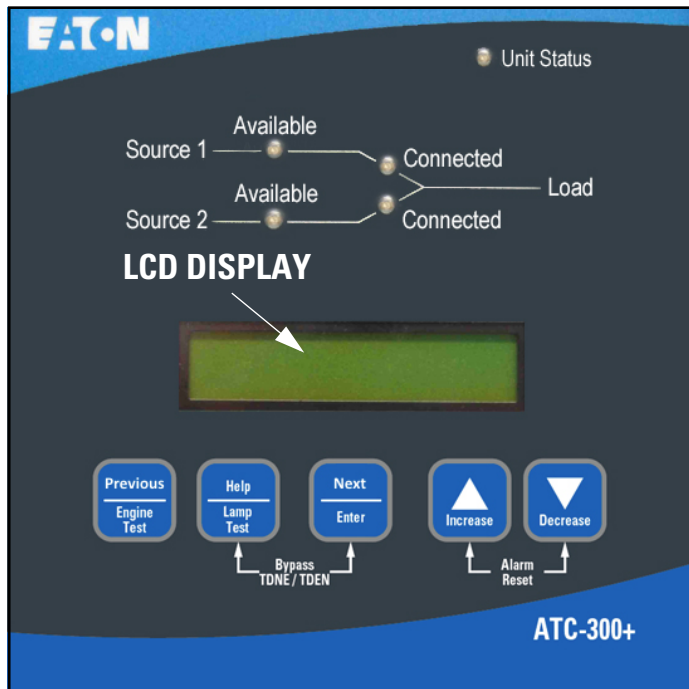 EATON
Unit Status
Available
Source 1
Connected
Load
Available
Source 2
Connected
LCD DISPLAY
Previous
Engine
Test
Help
Lamp
Test
Next
Enter
Increase
Decrease
Bypass
TDNE / TDEN
Alarm
Reset
ATC-300+